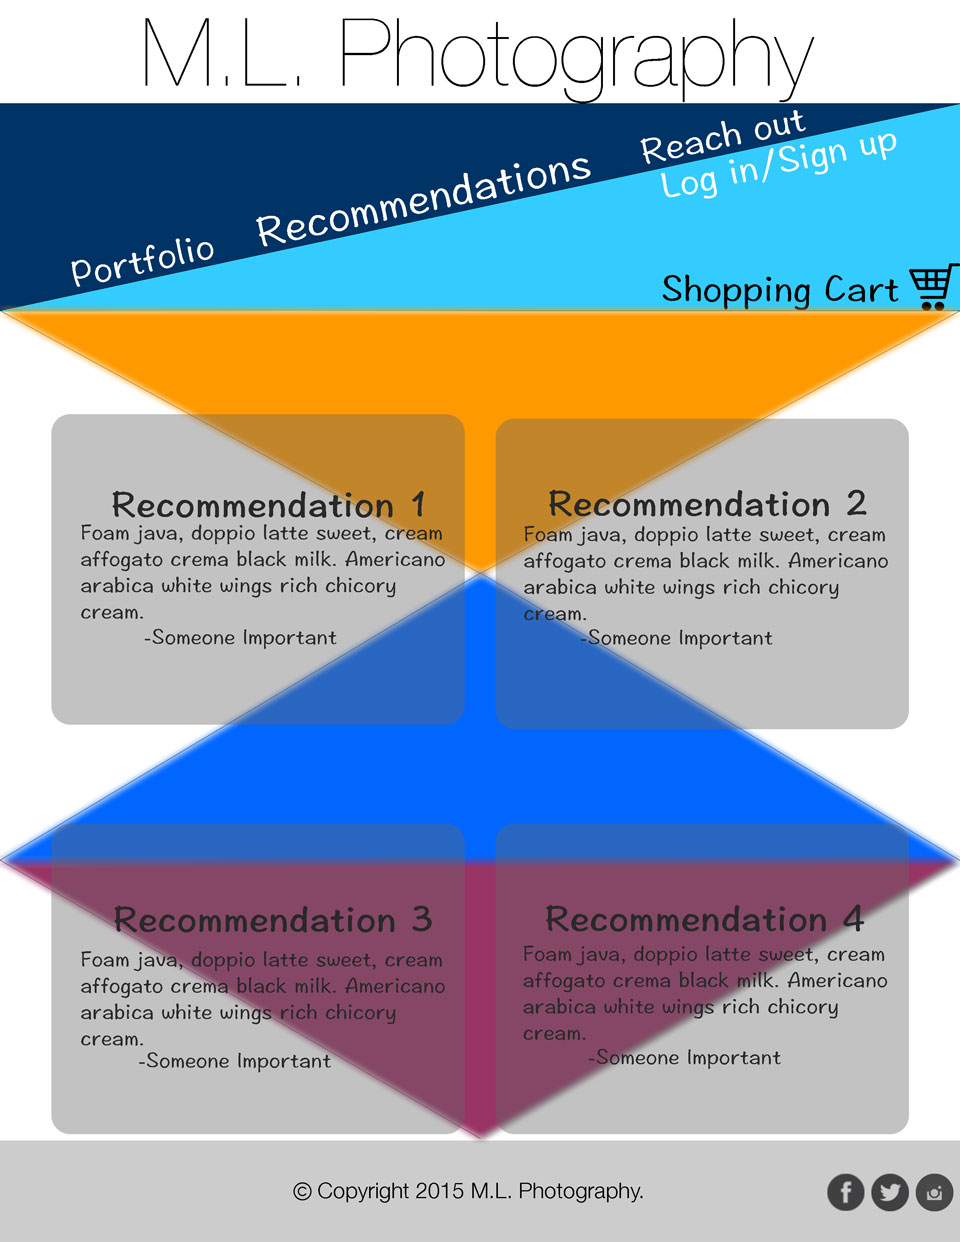 M.L. Photography
Portfolio
Recommendations
Reach out
Log in/Sign up
Shopping Cart
Recommendation 1
Foam java, doppio latte sweet, cream
affogato crema black milk. Americano
arabica white wings rich chicory
cream.
-Someone Important
Recommendation 2
Foam java, doppio latte sweet, cream
affogato crema black milk. Americano
arabica white wings rich chicory
cream.
-Someone Important
Recommendation 3
Foam java, doppio latte sweet, cream
affogato crema black milk. Americano
arabica white wings rich chicory
cream.
-Someone Important
Recommendation 4
Foam java, doppio latte sweet, cream
affogato crema black milk. Americano
arabica white wings rich chicory
cream.
-Someone Important
© Copyright 2015 M.L. Photography.